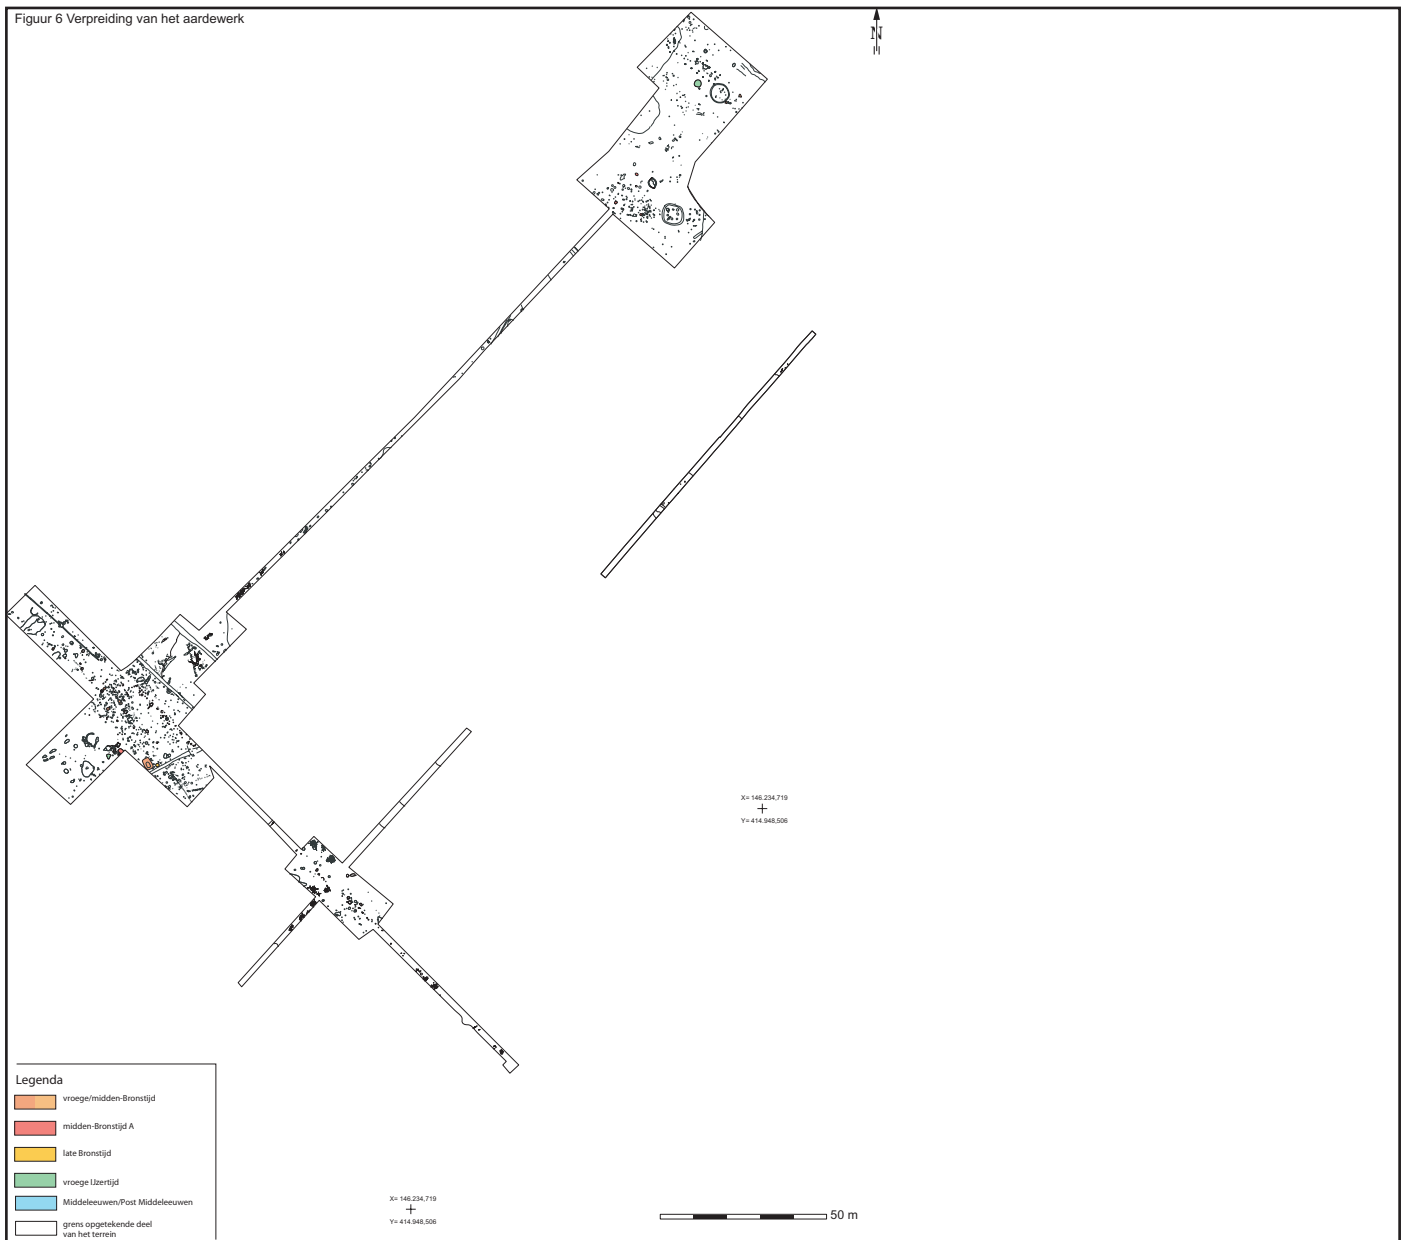 Figuur 6 Verpreiding van het aardewerk
N
X= 146.234,719
Y= 414.948,506
Legenda
vroege/midden-Bronstijd
midden-Bronstijd A
late Bronstijd
vroege IJzertijd
Middeleeuwen/Post Middeleeuwen
grens opgetekende deel
van het terrein
X= 146.234,719
Y= 414.948,506
50 m